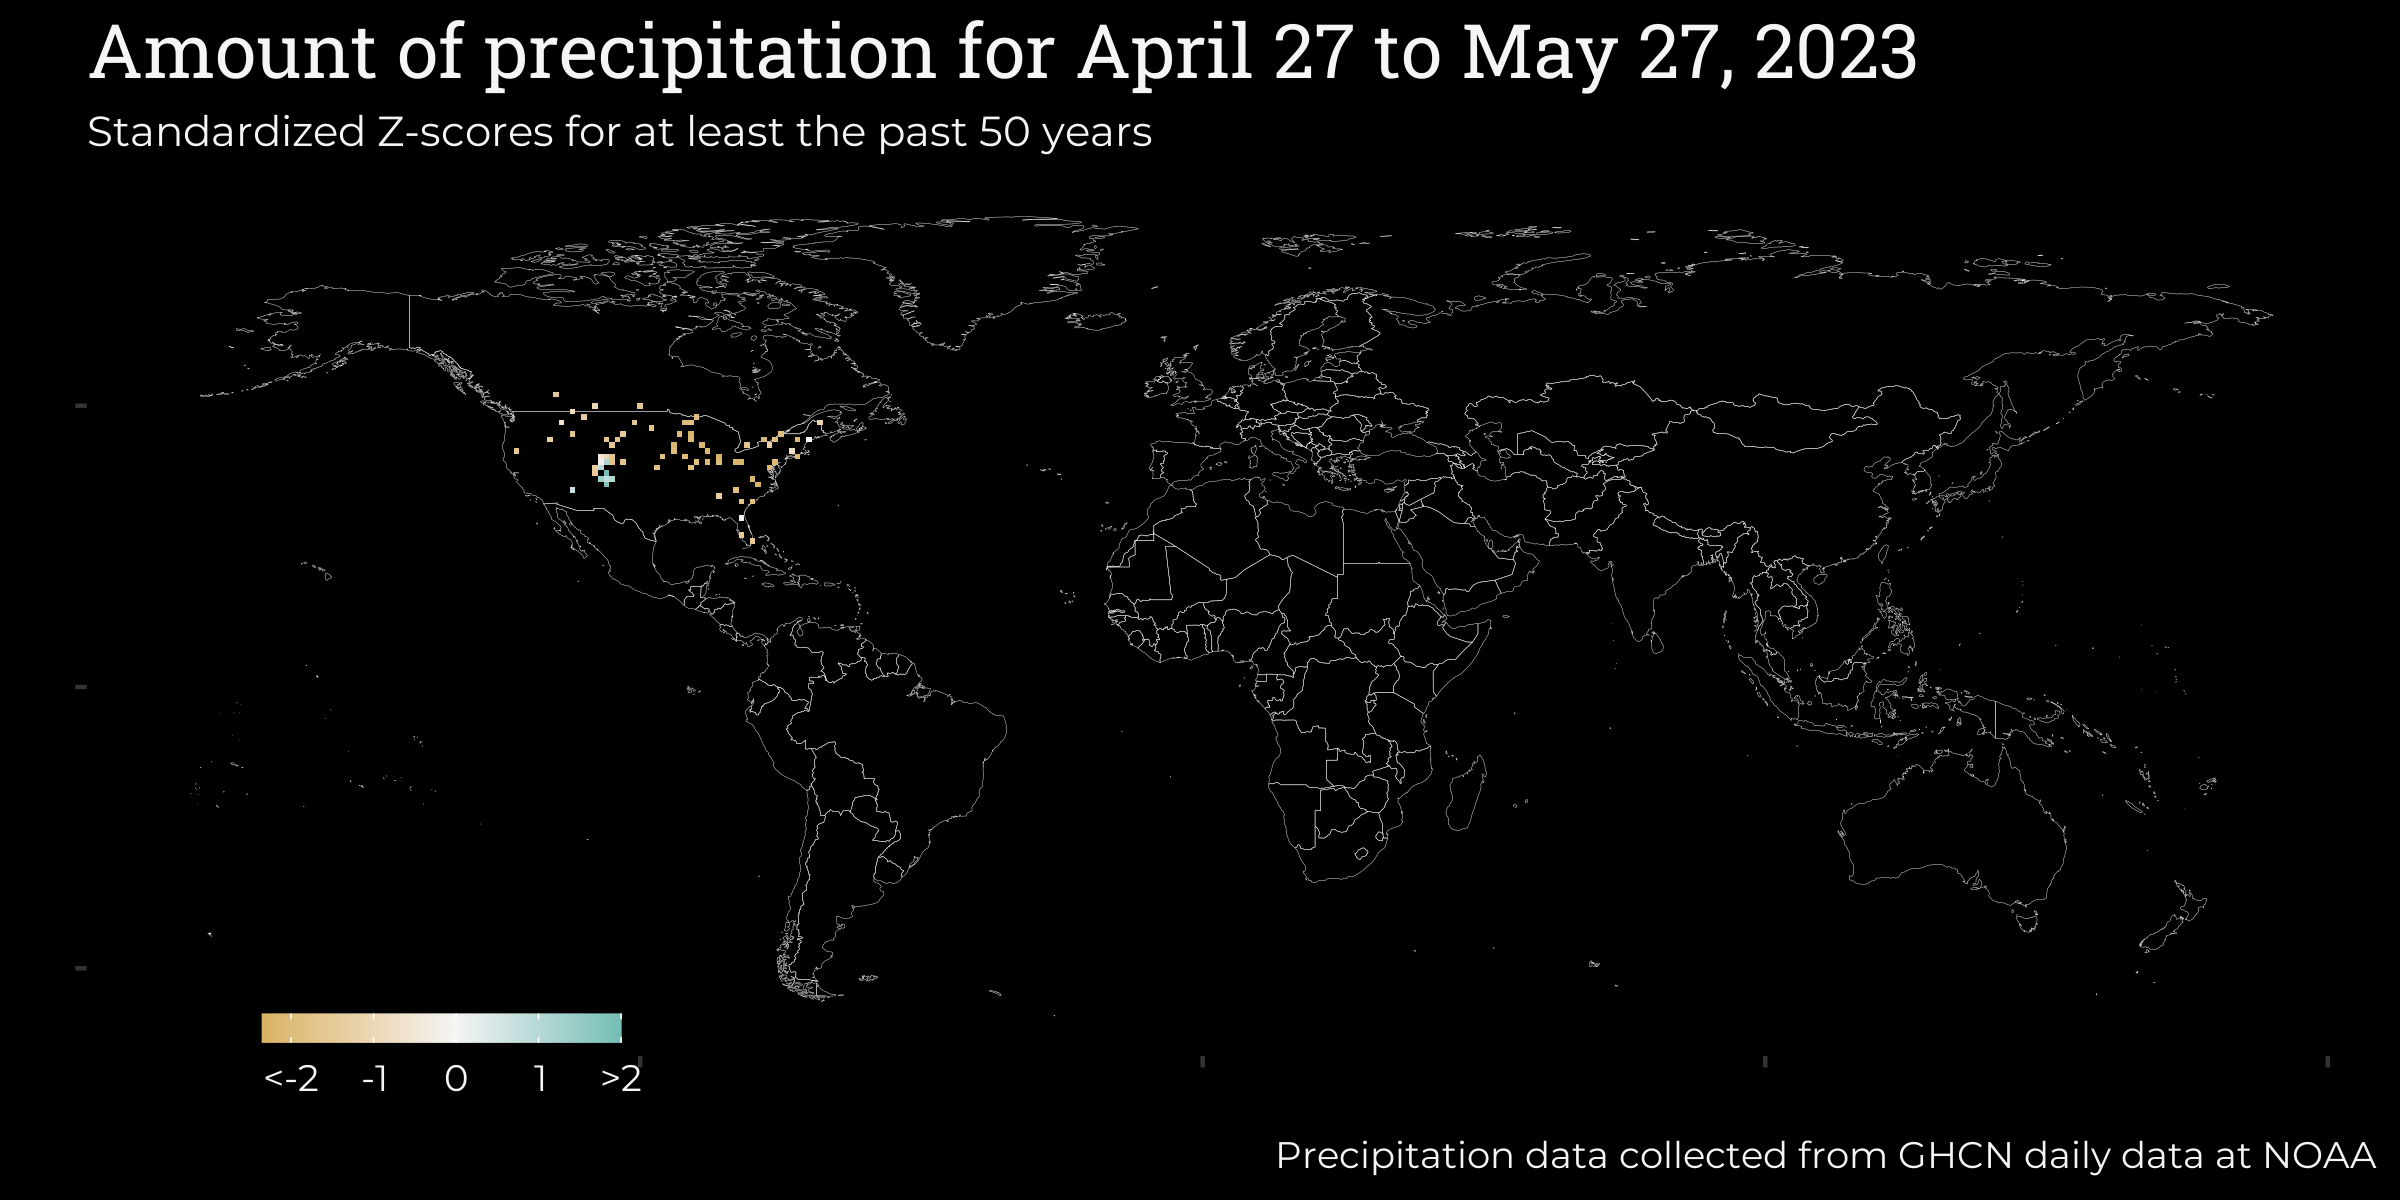 Amount of precipitation for April 27 to May 27, 2023
Standardized Z-scores for at least the past 50 years
<-2 -1 0 1 >2
Precipitation data collected from GHCN daily data at NOAA